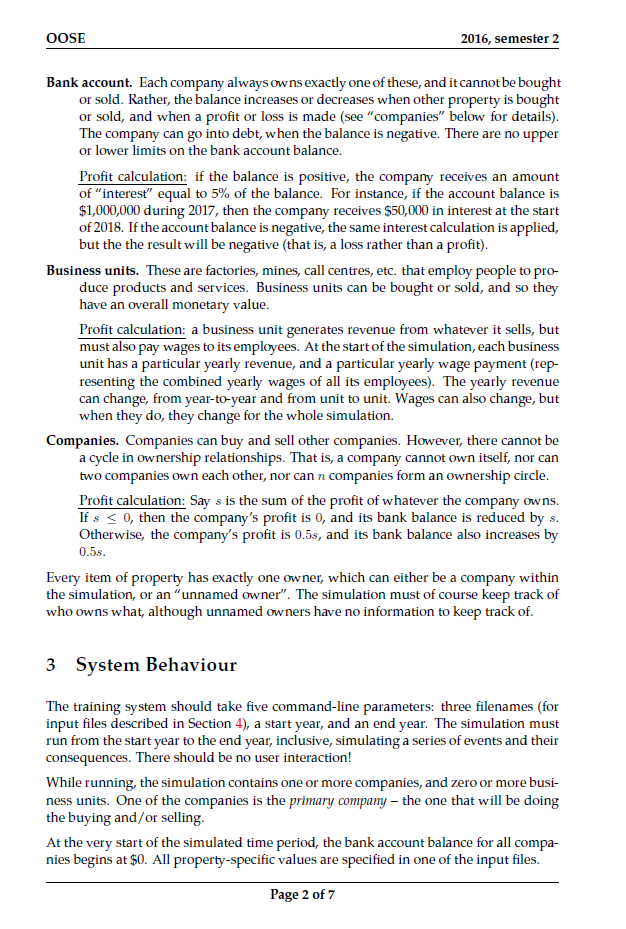 OOSE 2016, semester 2
Bank account. Each company always owns exactly one of these, and it cannot be bought
or sold. Rather, the balance increases or decreases when other property is bought
or sold, and when a profit or loss is made (see “companies” below for details).
The company can go into debt, when the balance is negative. There are no upper
or lower limits on the bank account balance.
Profit calculation: if the balance is positive, the company receives an amount
of “interest” equal to 5% of the balance. For instance, if the account balance is
$1,000,000 during 2017, then the company receives $50,000 in interest at the start
of 2018. If the account balance is negative, the same interest calculation is applied,
but the the result will be negative (that is, a loss rather than a profit).
Business units. These are factories, mines, call centres, etc. that employ people to pro-
duce products and services. Business units can be bought or sold, and so they
have an overall monetary value.
Profit calculation: a business unit generates revenue from whatever it sells, but
must also pay wages to its employees. At the start of the simulation, each business
unit has a particular yearly revenue, and a particular yearly wage payment (rep-
resenting the combined yearly wages of all its employees). The yearly revenue
can change, from year-to-year and from unit to unit. Wages can also change, but
when they do, they change for the whole simulation.
Companies. Companies can buy and sell other companies. However, there cannot be
a cycle in ownership relationships. That is, a company cannot own itself, nor can
two companies own each other, nor can n companies form an ownership circle.
Profit calculation: Say s is the sum of the profit of whatever the company owns.
If s ≤ 0, then the company’s profit is 0, and its bank balance is reduced by s.
Otherwise, the company’s profit is 0.5s, and its bank balance also increases by
0.5s.
Every item of property has exactly one owner, which can either be a company within
the simulation, or an “unnamed owner”. The simulation must of course keep track of
who owns what, although unnamed owners have no information to keep track of.
3 System Behaviour
The training system should take five command-line parameters: three filenames (for
input files described in Section 4), a start year, and an end year. The simulation must
run from the start year to the end year, inclusive, simulating a series of events and their
consequences. There should be no user interaction!
While running, the simulation contains one or more companies, and zero or more busi-
ness units. One of the companies is the primary company – the one that will be doing
the buying and/or selling.
At the very start of the simulated time period, the bank account balance for all compa-
nies begins at $0. All property-specific values are specified in one of the input files.
Page 2 of 7